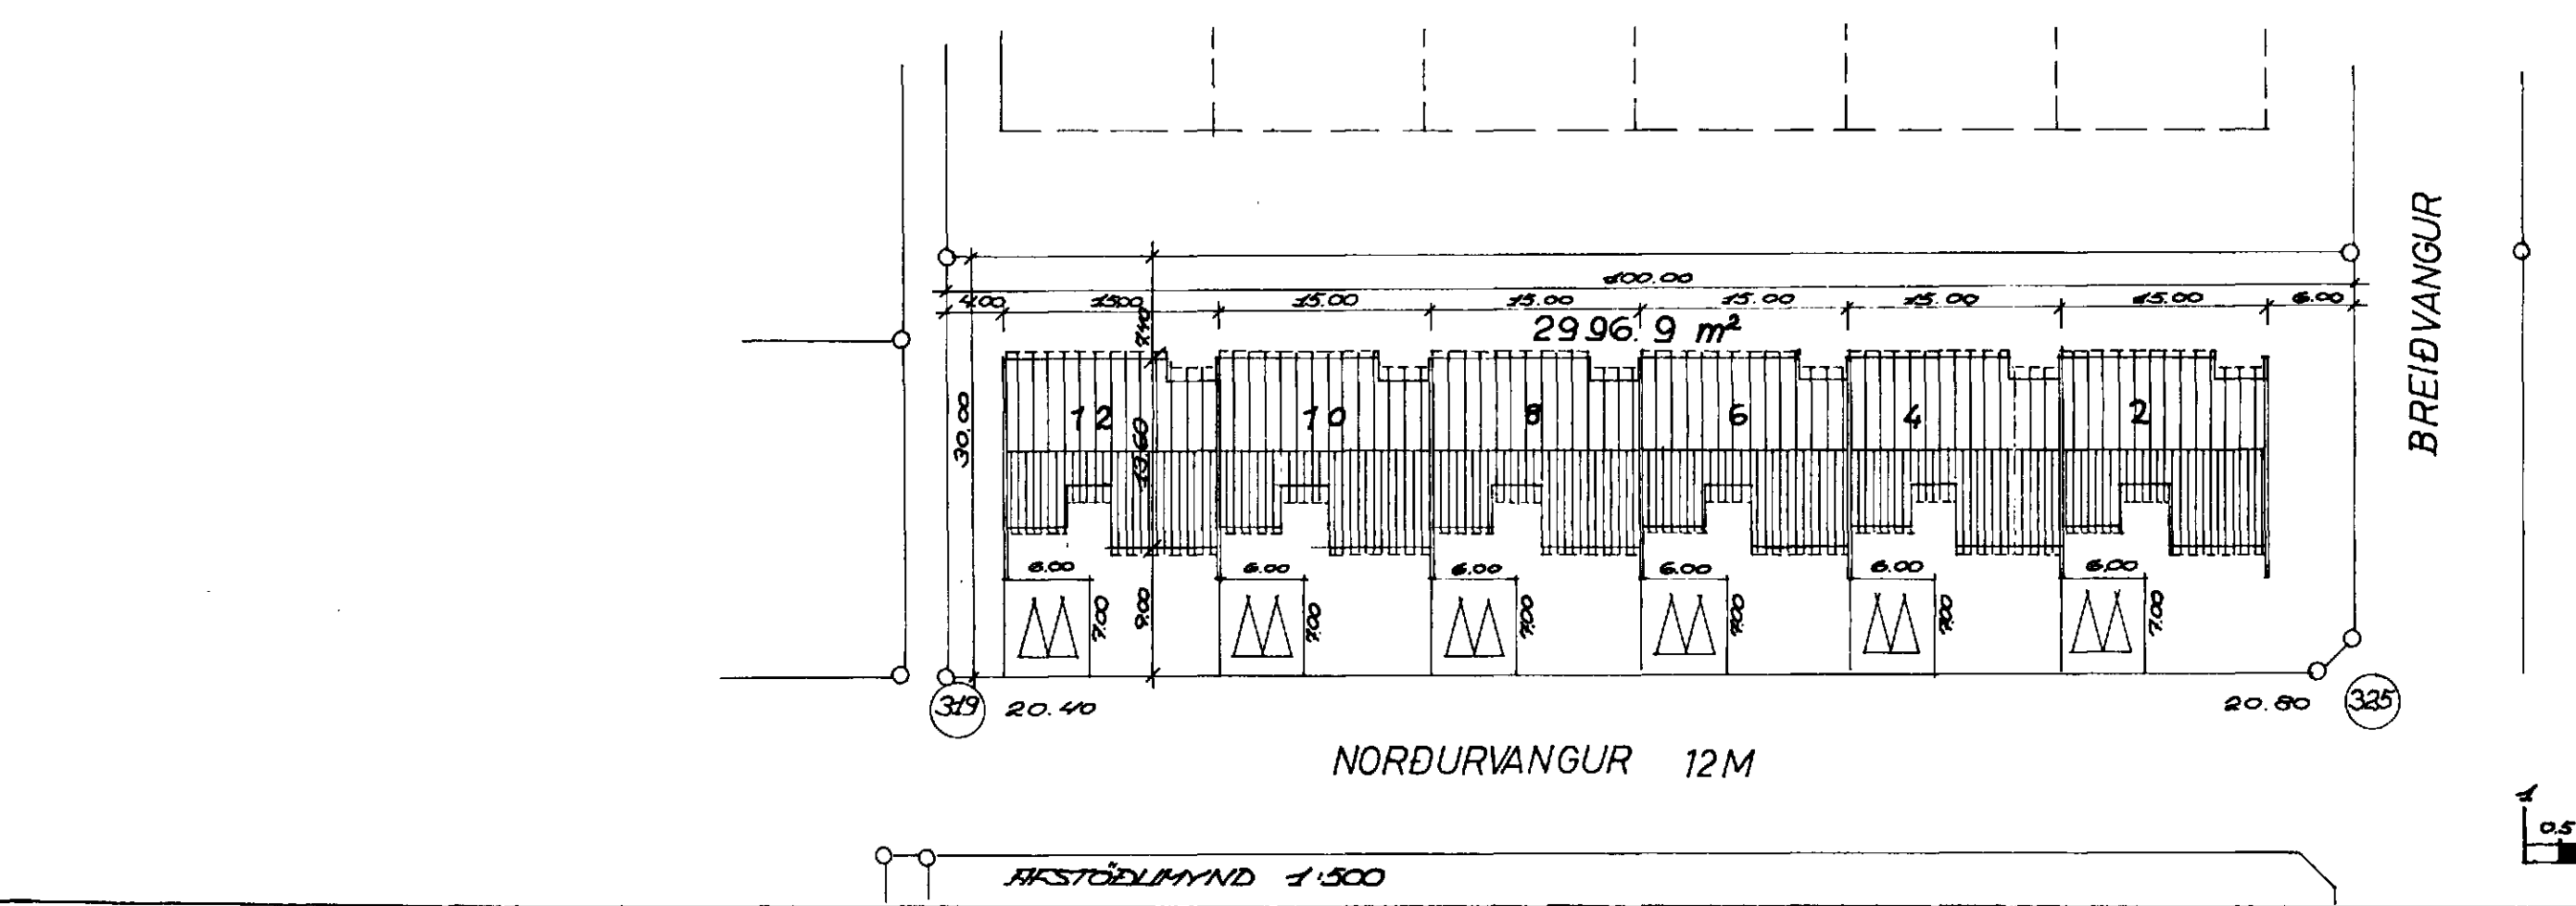 100.00
4.00 1500 15.00 15.00 15.00 15.00 15.00 6.00
7.40
2996.9 m²
BREIÐVANGUR
30.00
12 10 8 6 4 2
13.60
6.00 6.00 6.00 6.00 6.00 6.00
7.00 9.00 7.00 7.00 7.00 7.00 7.00
319 20.40 20.80 325
NORÐURVANGUR 12M
1
0.5
AFSTÖÐUMYND 1:500